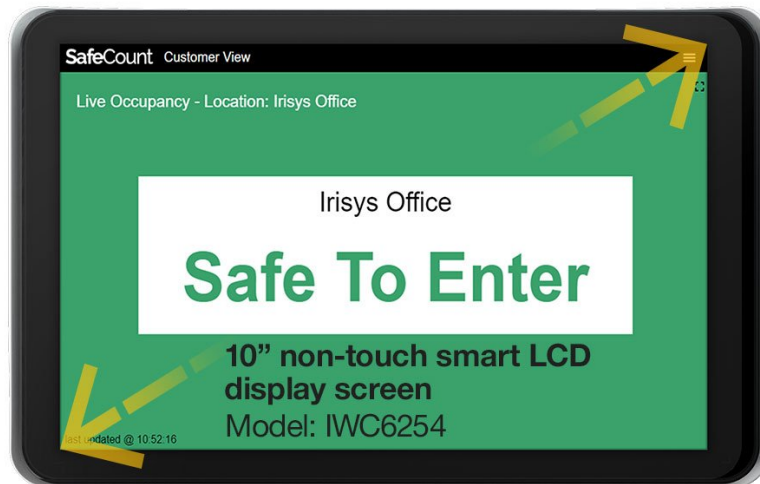 SafeCount Customer View
Live Occupancy - Location: Irisys Office
Irisys Office
Safe To Enter
10” non-touch smart LCD
display screen
Model: IWC6254
last updated @ 10:52:16